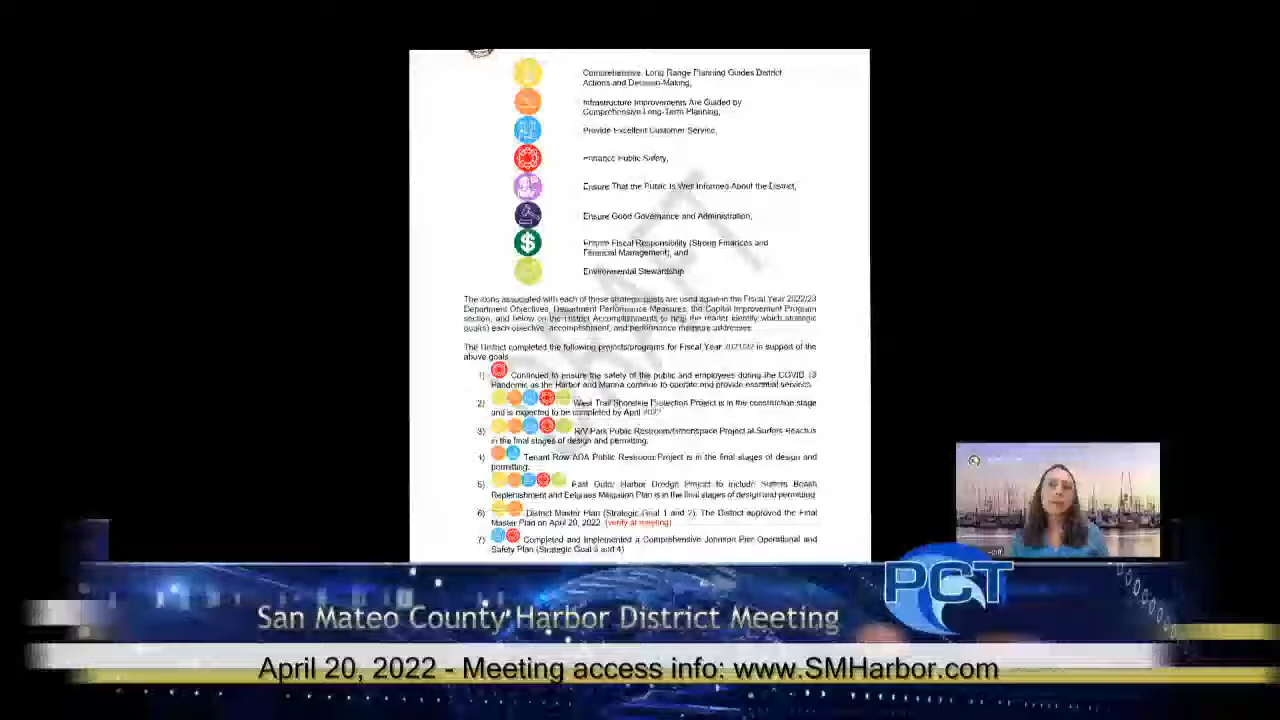 Comprehensive, Long Range Planning Guides District
Actions and Decision-Making,
Infrastructure Improvements Are Guided by
Comprehensive Long-Term Planning,
Provide Excellent Customer Service,
Enhance Public Safety,
Ensure That the Public is Well Informed About the District,
Ensure Good Governance and Administration,
$
Ensure Fiscal Responsibility (Strong Finances and
Financial Management), and
Environmental Stewardship
DRAFT
The icons associated with each of these strategic goals are used again in the Fiscal Year 2022/23
Department Objectives, Department Performance Measures, the Capital Improvement Program
section, and below on the District Accomplishments to help the reader identify which strategic
goal(s) each objective, accomplishment, and performance measure addresses.
The District completed the following projects/programs for Fiscal Year 2021/22 in support of the
above goals
1) Continued to ensure the safety of the public and employees during the COVID 19
Pandemic as the Harbor and Marina continue to operate and provide essential services.
2) West Trail Shoreline Protection Project is in the construction stage
and is expected to be completed by April 2022
3) R/V Park Public Restroom/Greenspace Project at Surfers Beach is
in the final stages of design and permitting.
4) Tenant Row ADA Public Restroom Project is in the final stages of design and
permitting.
5) East Outer Harbor Dredge Project to include Surfers Beach
Replenishment and Eelgrass Mitigation Plan is in the final stages of design and permitting
6) District Master Plan (Strategic Goal 1 and 2). The District approved the Final
Master Plan on April 20, 2022. (verify at meeting)
7) Completed and Implemented a Comprehensive Johnson Pier Operational and
Safety Plan (Strategic Goal 3 and 4)
PCT
San Mateo County Harbor District Meeting
April 20, 2022 - Meeting access info: www.SMHarbor.com